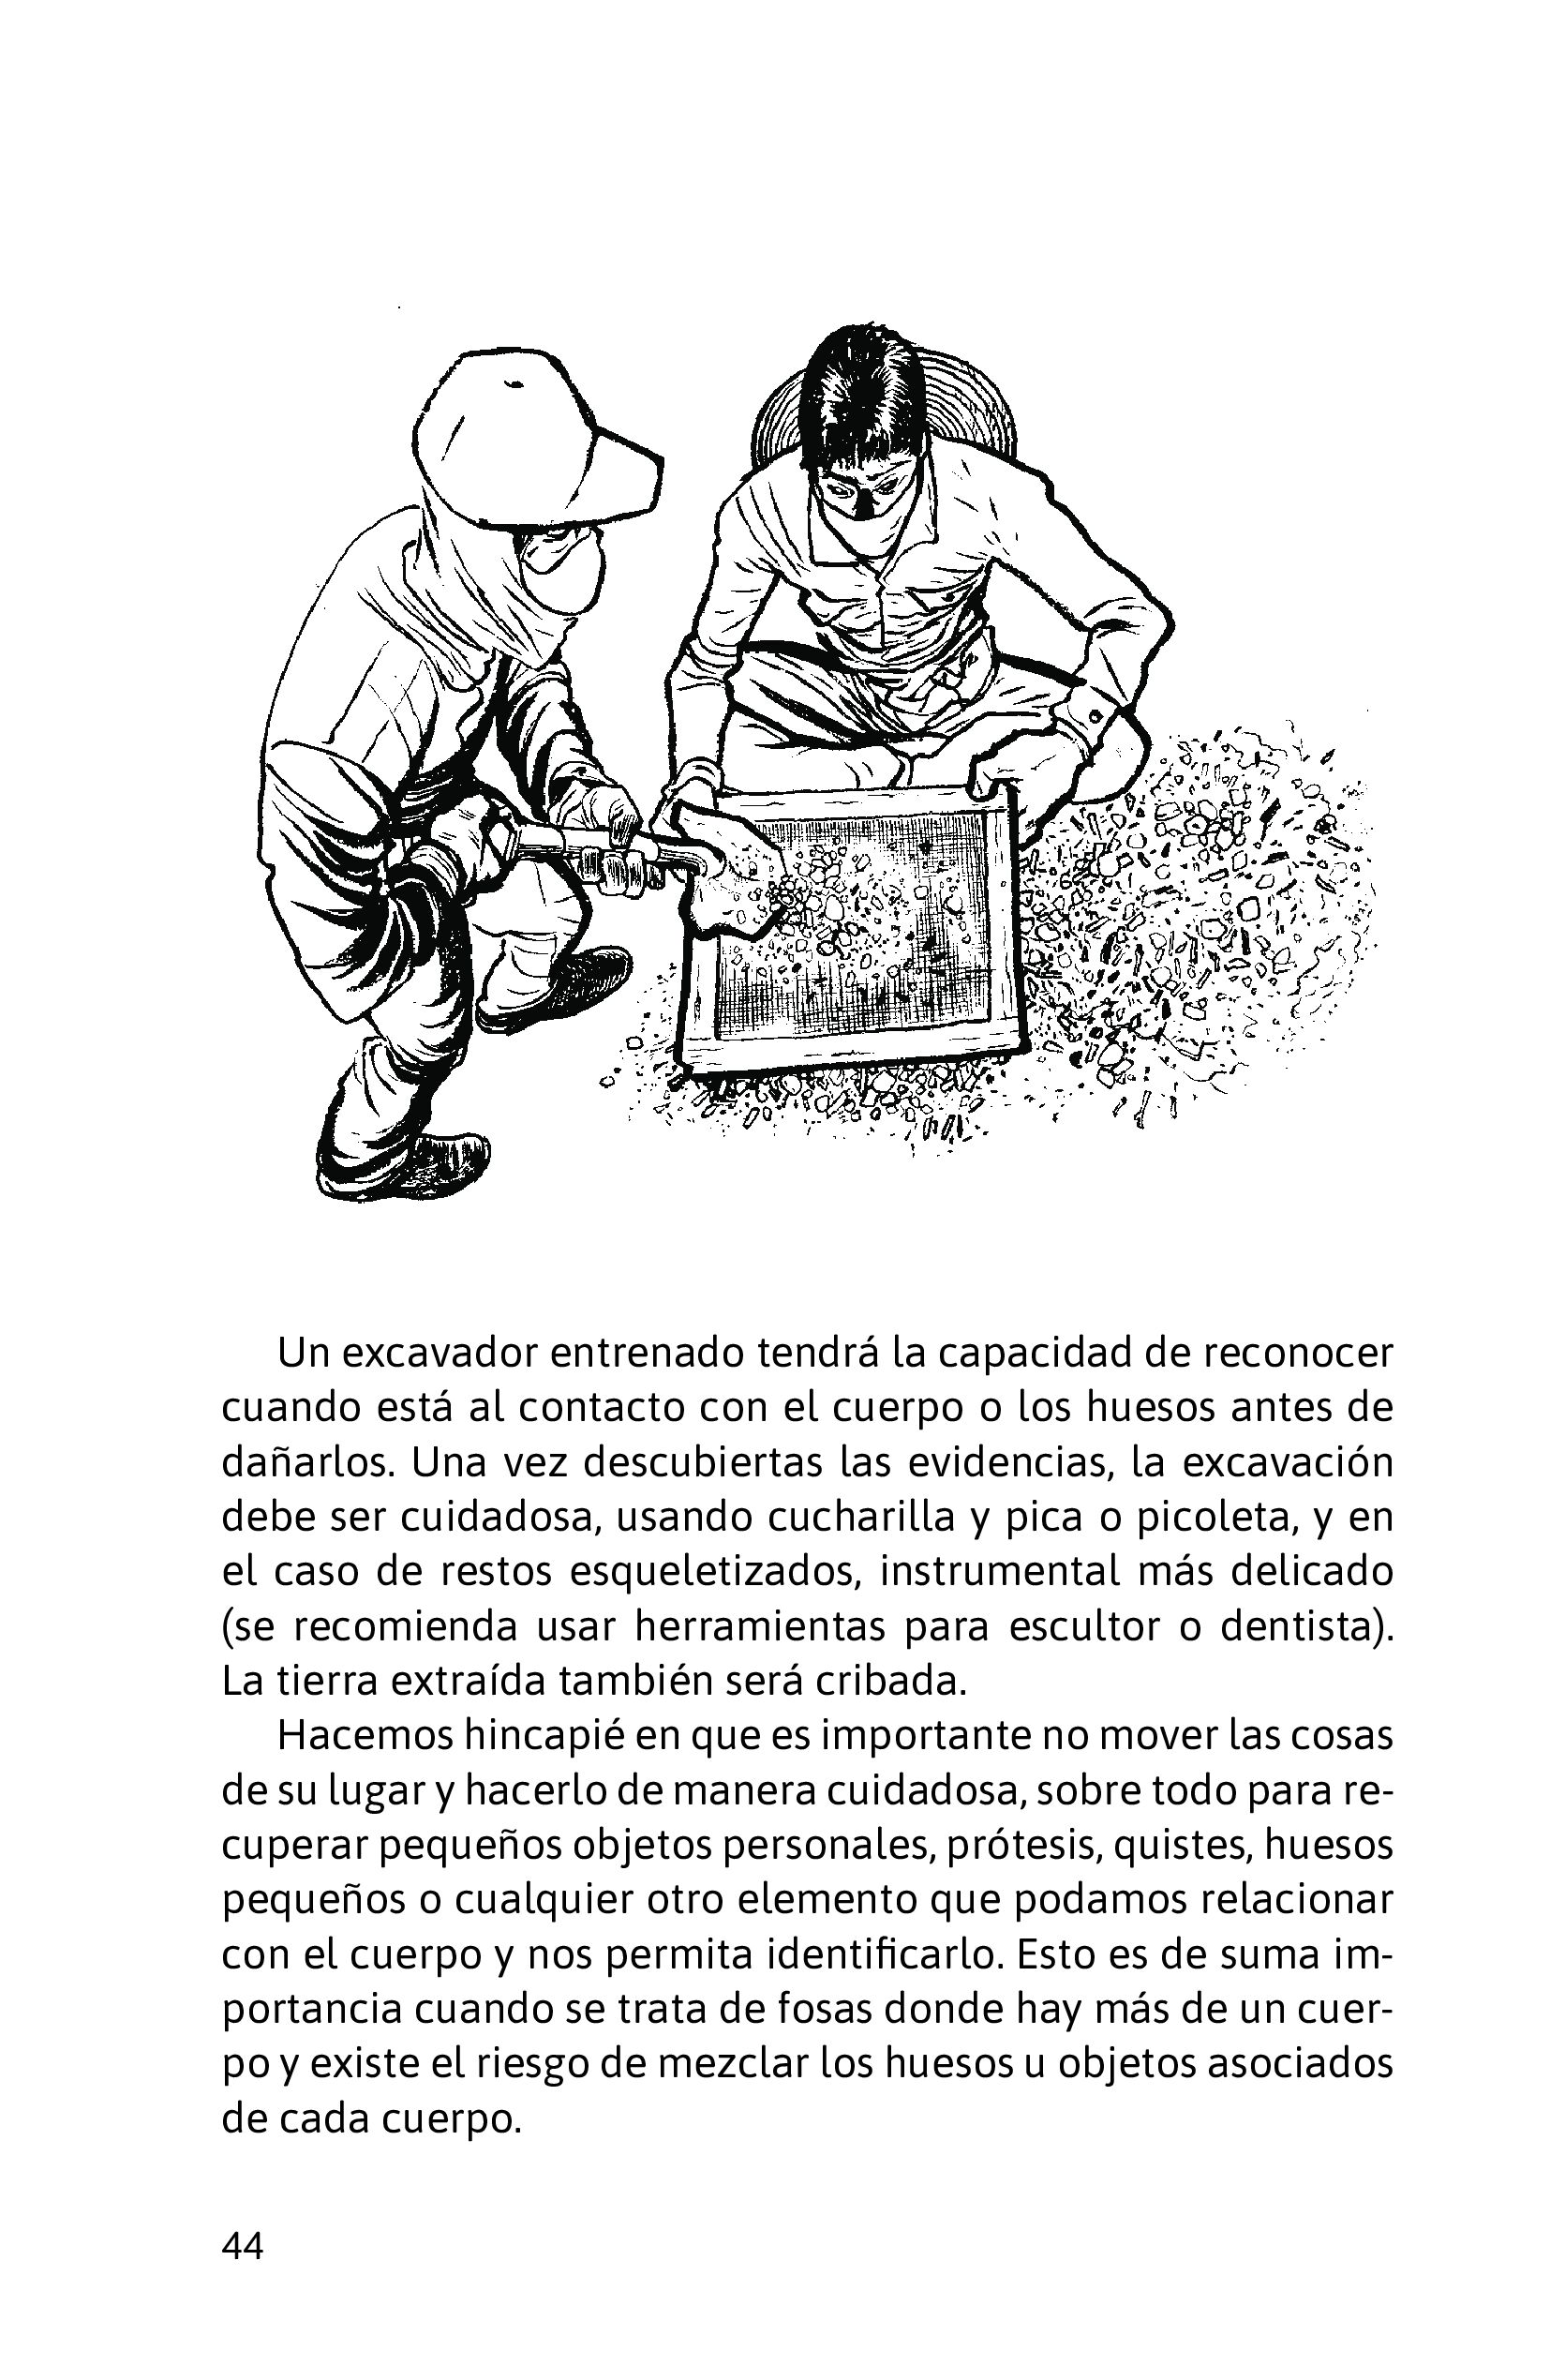 Un excavador entrenado tendrá la capacidad de reconocer
cuando está al contacto con el cuerpo o los huesos antes de
dañarlos. Una vez descubiertas las evidencias, la excavación
debe ser cuidadosa, usando cucharilla y pica o picoleta, y en
el caso de restos esqueletizados, instrumental más delicado
(se recomienda usar herramientas para escultor o dentista).
La tierra extraída también será cribada.
Hacemos hincapié en que es importante no mover las cosas
de su lugar y hacerlo de manera cuidadosa, sobre todo para re-
cuperar pequeños objetos personales, prótesis, quistes, huesos
pequeños o cualquier otro elemento que podamos relacionar
con el cuerpo y nos permita identificarlo. Esto es de suma im-
portancia cuando se trata de fosas donde hay más de un cuer-
po y existe el riesgo de mezclar los huesos u objetos asociados
de cada cuerpo.
44